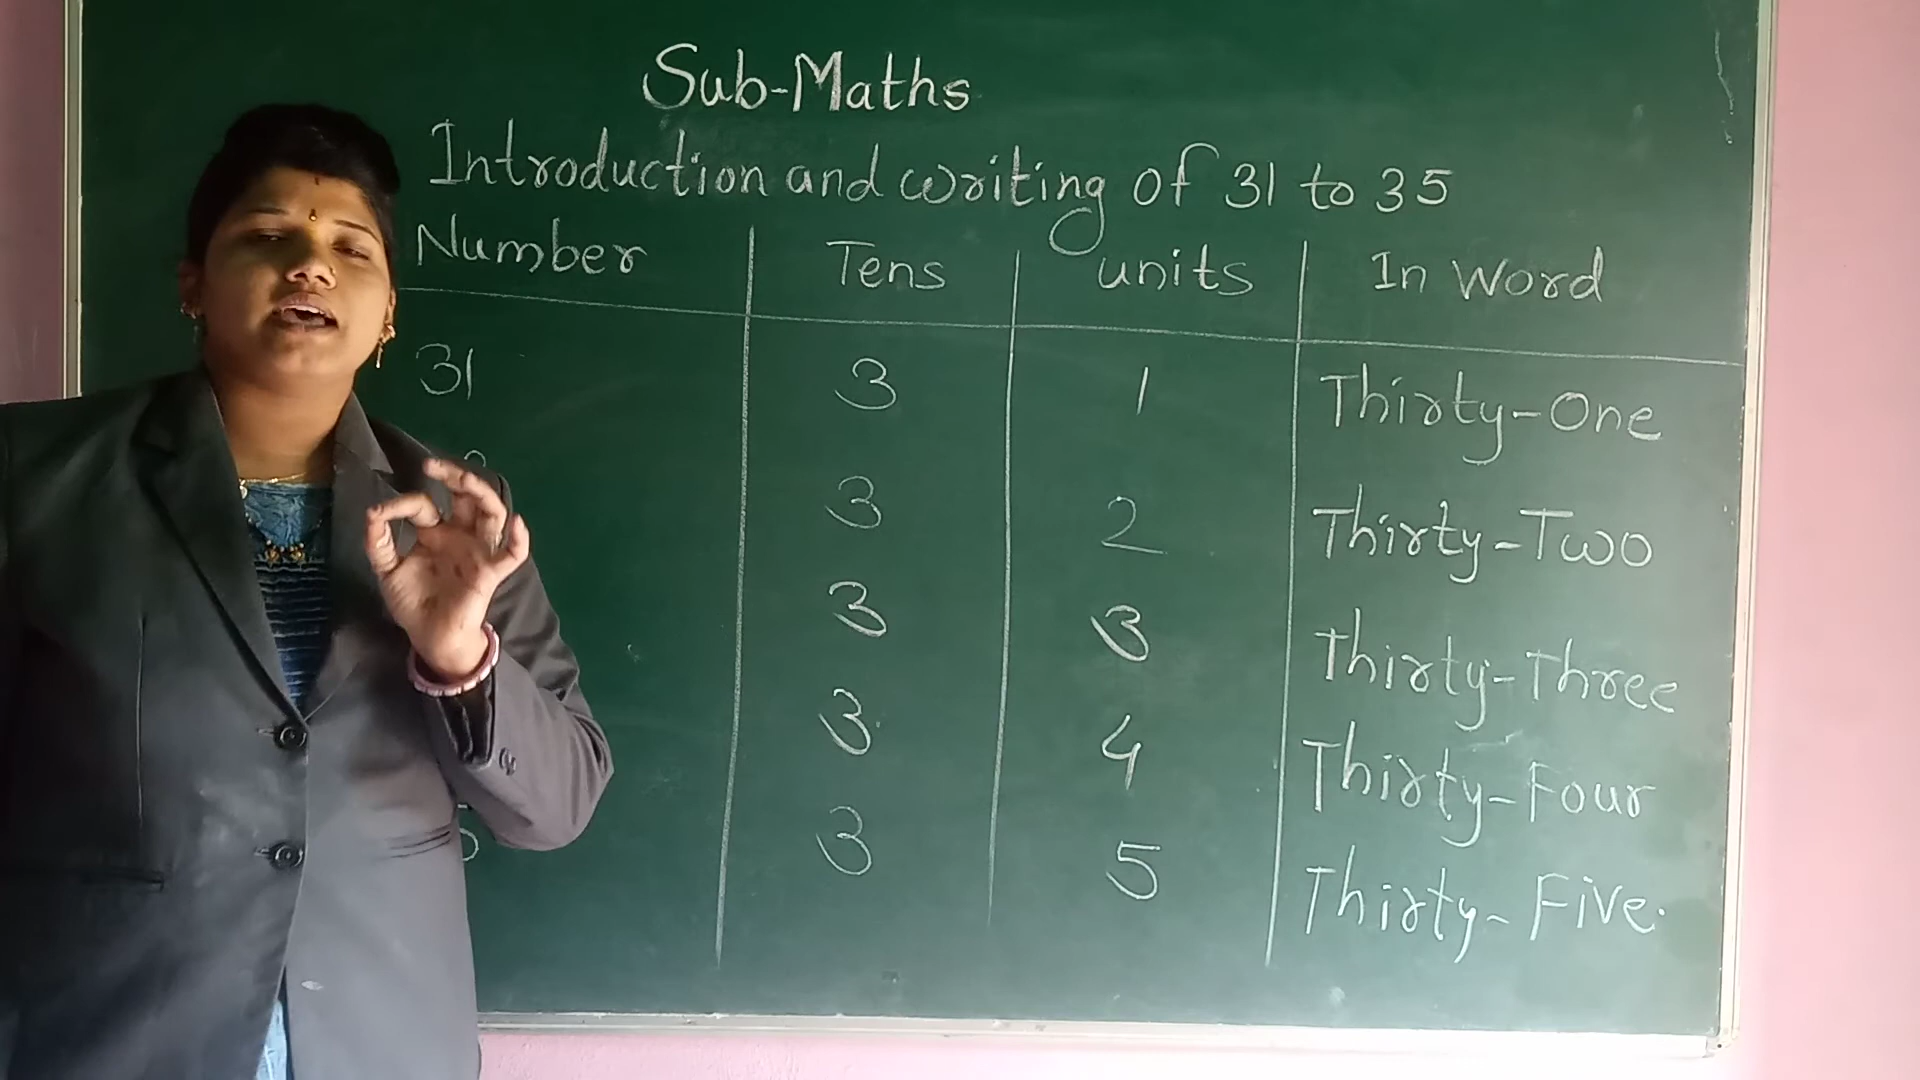 Sub-Maths
Introduction and writing of 31 to 35
Number Tens units In Word
31 3 1 Thirty-One
3 2 Thirty-Two
3 3 Thirty-Three
3 4 Thirty-Four
3 5 Thirty-Five.